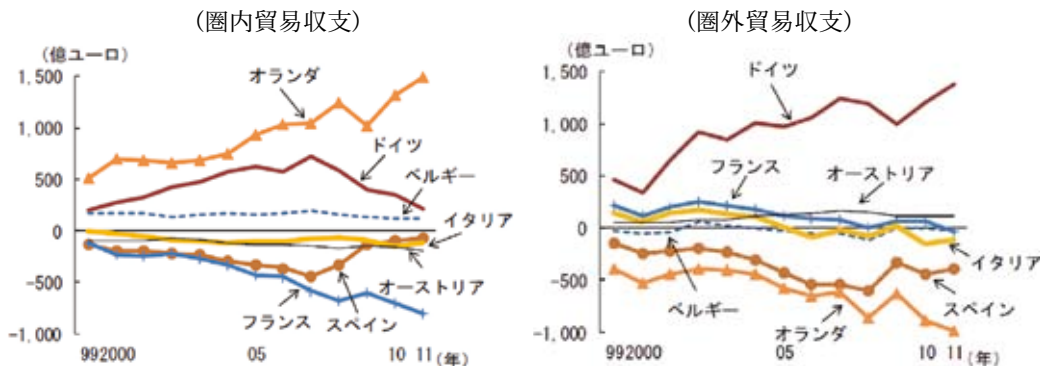 (圏内貿易収支)
(億ユーロ)
1,500
1,000
500
0
-500
-1,000
オランダ
ドイツ
ベルギー
イタリア
オーストリア
スペイン
フランス
992000 05 10 11 (年)
(圏外貿易収支)
(億ユーロ)
1,500
1,000
500
0
-500
-1,000
ドイツ
フランス
オーストリア
イタリア
スペイン
オランダ
ベルギー
992000 05 10 11 (年)